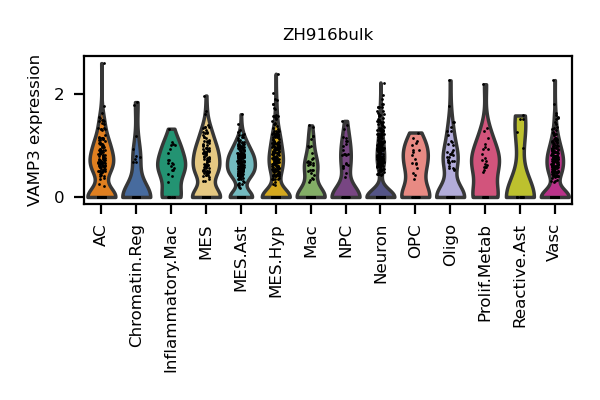 ZH916bulk
VAMP3 expression
2
0
AC
Chromatin.Reg
Inflammatory.Mac
MES
MES.Ast
MES.Hyp
Mac
NPC
Neuron
OPC
Oligo
Prolif.Metab
Reactive.Ast
Vasc